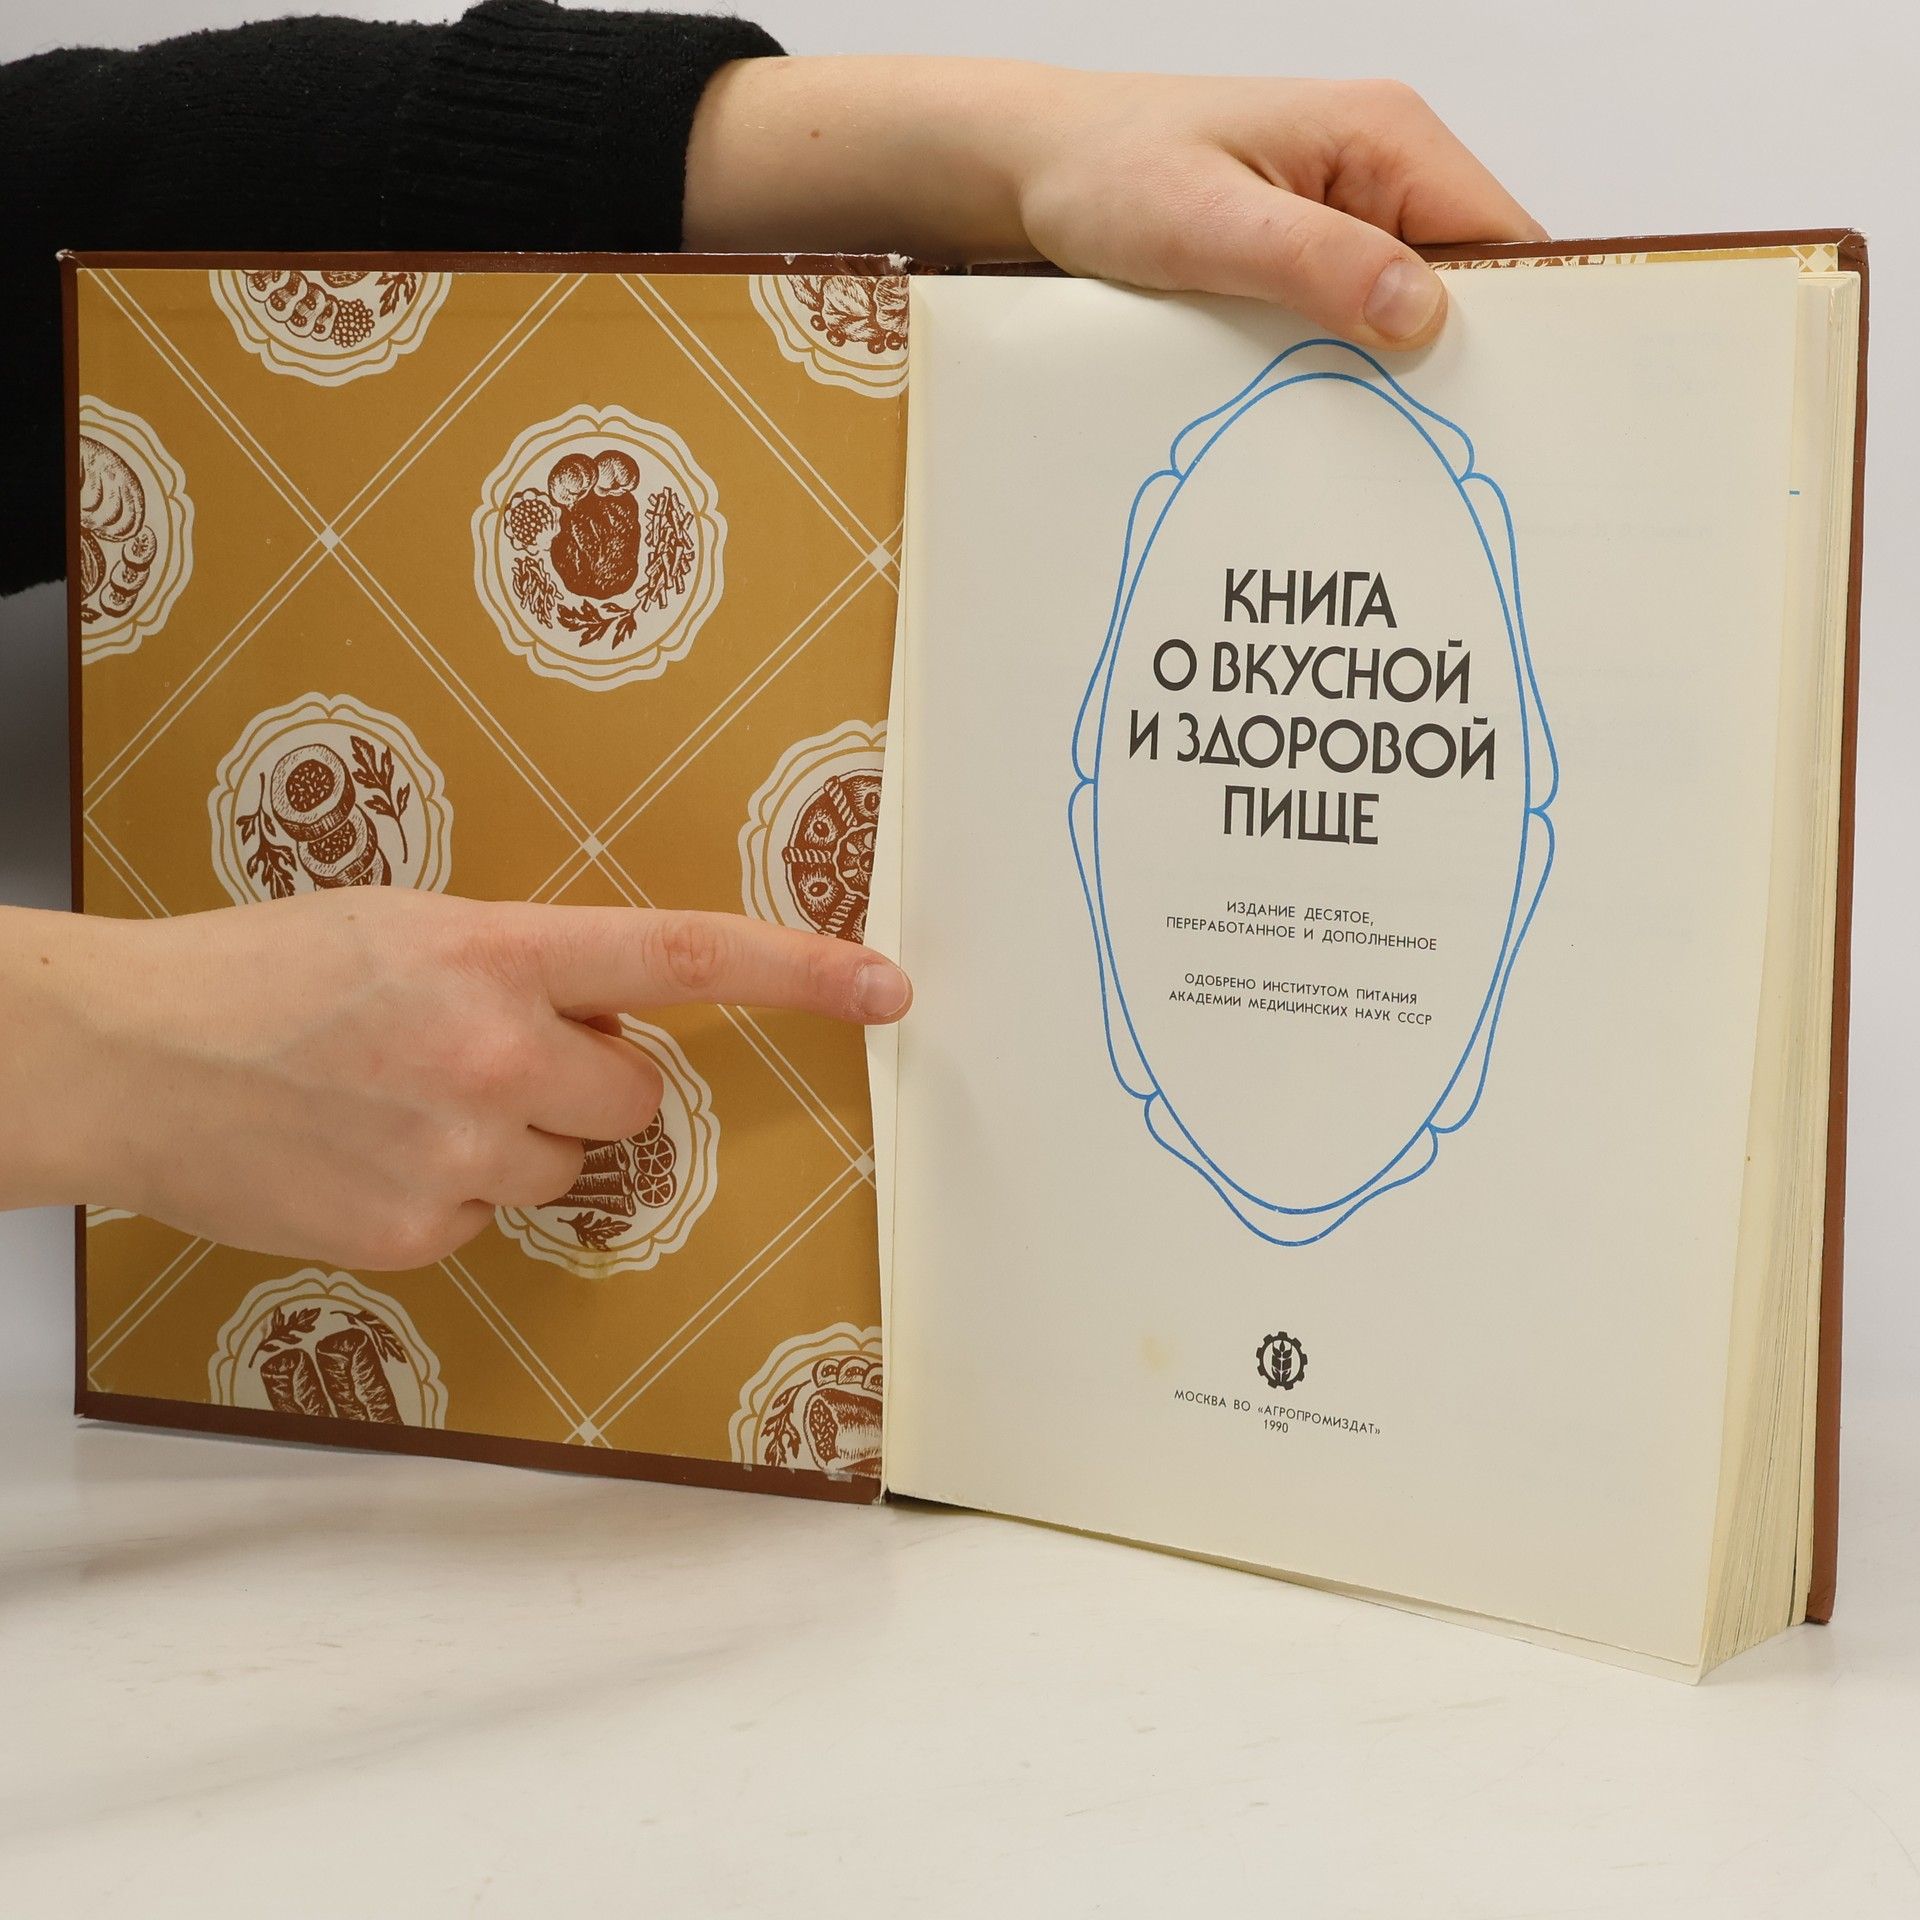 КНИГА
О ВКУСНОЙ
И ЗДОРОВОЙ
ПИЩЕ
ИЗДАНИЕ ДЕСЯТОЕ,
ПЕРЕРАБОТАННОЕ И ДОПОЛНЕННОЕ
ОДОБРЕНО ИНСТИТУТОМ ПИТАНИЯ
АКАДЕМИИ МЕДИЦИНСКИХ НАУК СССР
МОСКВА ВО «АГРОПРОМИЗДАТ»
1990